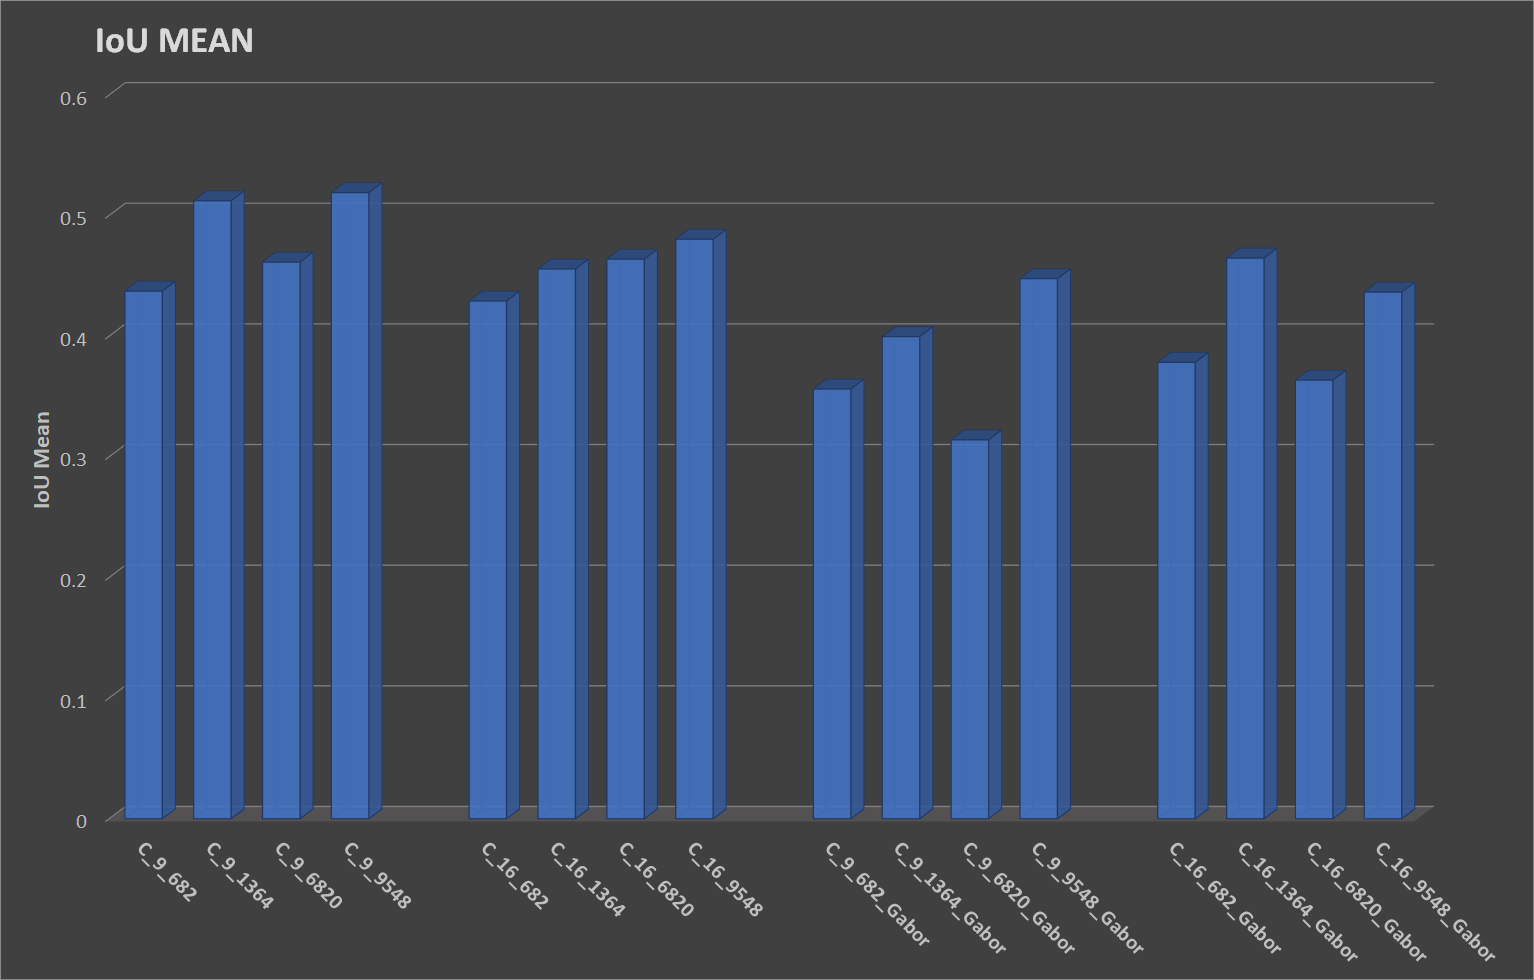 IoU MEAN
0.6
0.5
0.4
0.3
0.2
0.1
0
IoU Mean
C_9_682
C_9_1364
C_9_6820
C_9_9548
C_16_682
C_16_1364
C_16_6820
C_16_9548
C_9_682_Gabor
C_9_1364_Gabor
C_9_6820_Gabor
C_9_9548_Gabor
C_16_682_Gabor
C_16_1364_Gabor
C_16_6820_Gabor
C_16_9548_Gabor